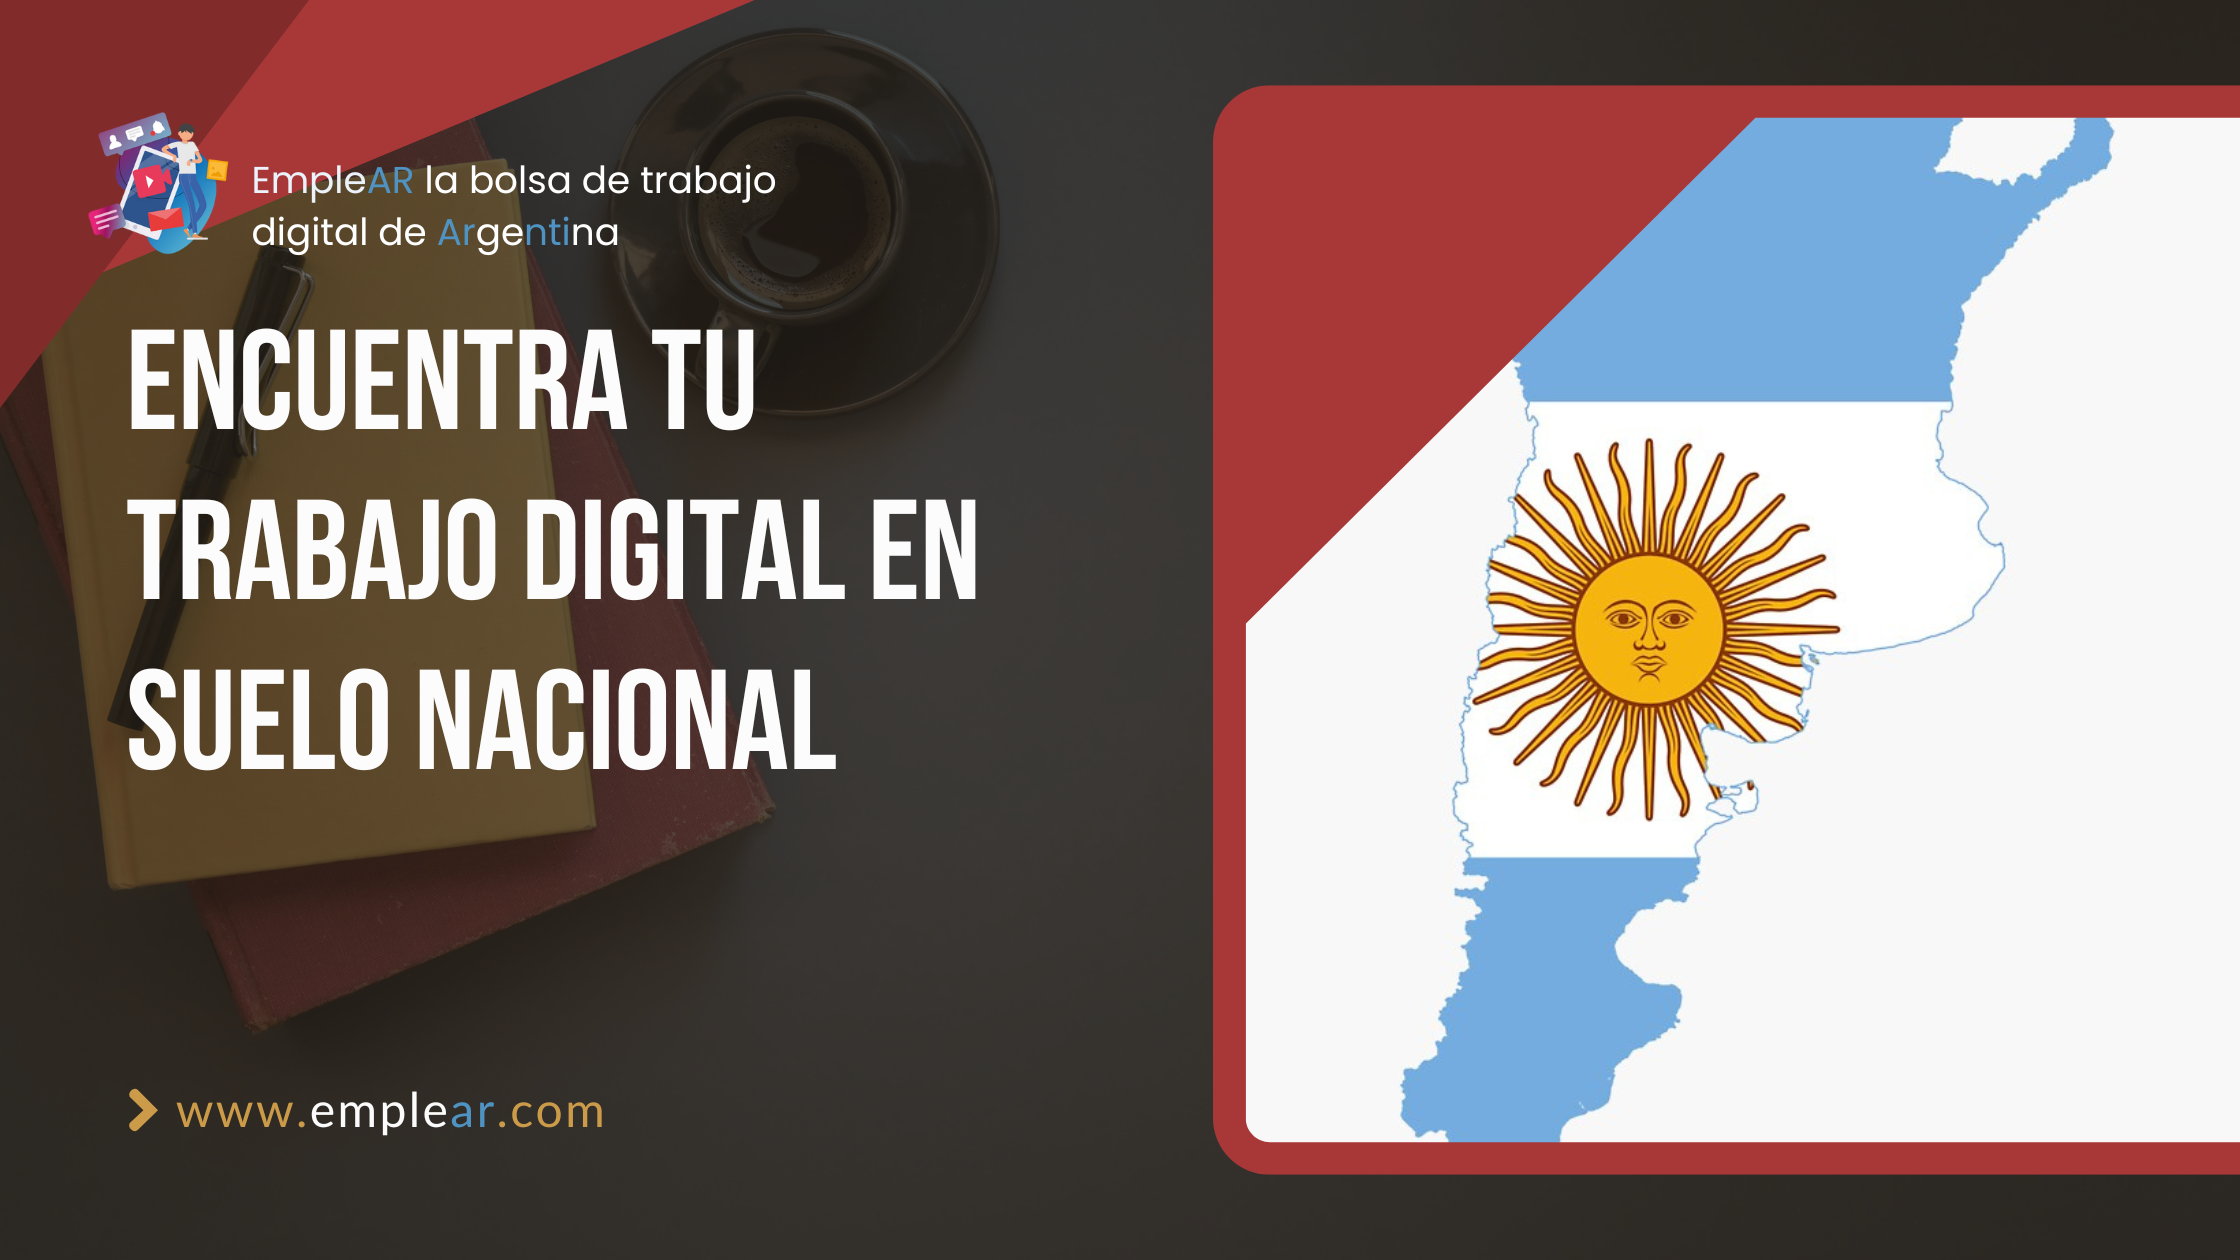 EmpleAR la bolsa de trabajo
digital de Argentina
ENCUENTRA TU
TRABAJO DIGITAL EN
SUELO NACIONAL
www.emplear.com